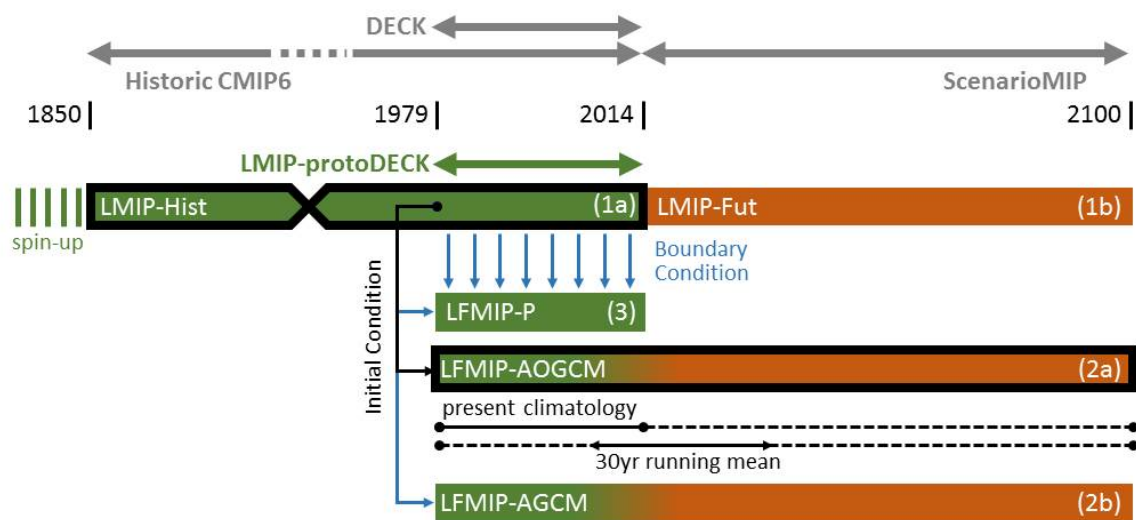 DECK
Historic CMIP6 ScenarioMIP
1850 1979 2014 2100
LMIP-protoDECK
LMIP-Hist (1a) LMIP-Fut (1b)
spin-up
Boundary
Condition
Initial Condition
LFMIP-P (3)
LFMIP-AOGCM (2a)
present climatology
30yr running mean
LFMIP-AGCM (2b)